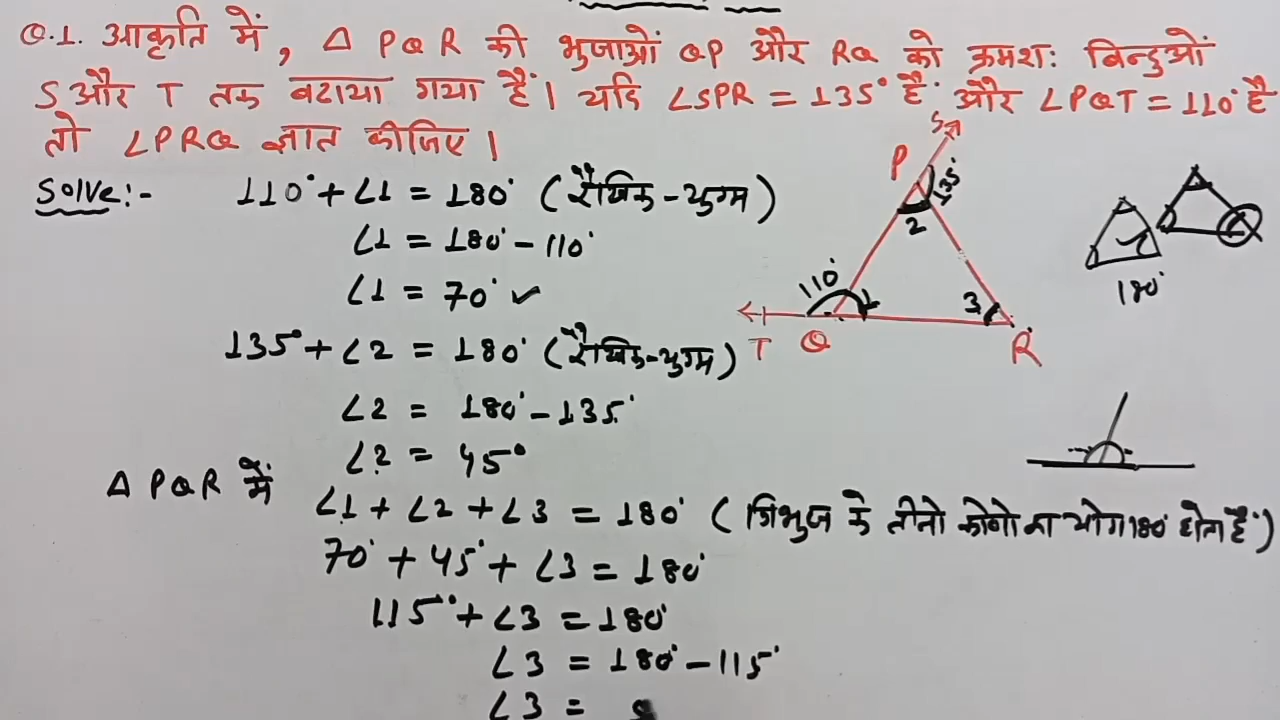 Q.1. आकृति में, Δ PQR की भुजाओं QP और RQ को क्रमशः बिन्दुओं
S और T तक बढाया गया हैं। यदि ∠SPR = 135° हैं और ∠PQT = 110° है
तो ∠PRQ ज्ञात कीजिए।
Solve:-
110° + ∠1 = 180° (रैखिक-युग्म)
∠1 = 180° - 110°
∠1 = 70° ✓
135° + ∠2 = 180° (रैखिक-युग्म)
∠2 = 180° - 135°
∠2 = 45°
Δ PQR में
∠1 + ∠2 + ∠3 = 180° (त्रिभुज के तीनो कोणो का योग 180° होता हैं)
70° + 45° + ∠3 = 180°
115° + ∠3 = 180°
∠3 = 180° - 115°
∠3 =
S
P
135°
2
110°
1
3
T
Q
R
180°